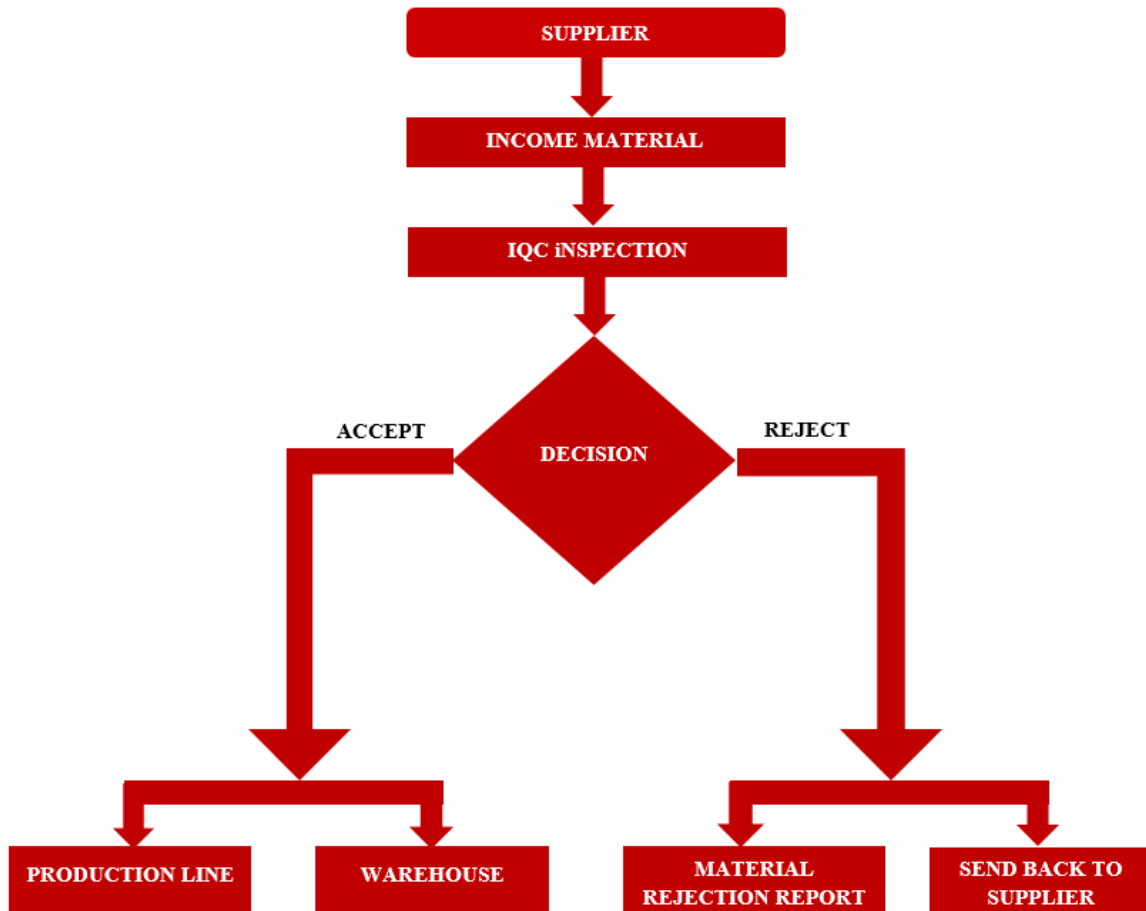 SUPPLIER
INCOME MATERIAL
IQC iNSPECTION
ACCEPT
REJECT
DECISION
PRODUCTION LINE
WAREHOUSE
MATERIAL
REJECTION REPORT
SEND BACK TO
SUPPLIER